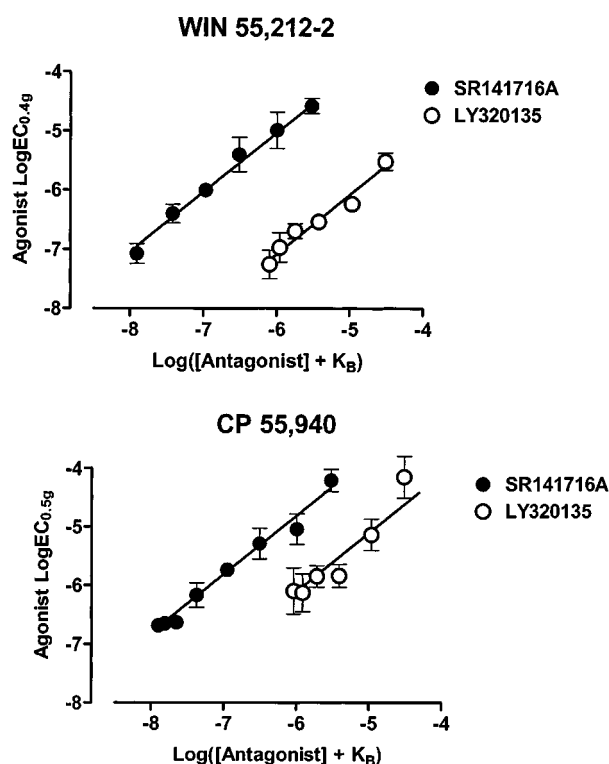 WIN 55,212-2
SR141716A
LY320135
Agonist LogEC0.4g
-4
-5
-6
-7
-8
-8 -7 -6 -5 -4
Log([Antagonist] + KB)
CP 55,940
SR141716A
LY320135
Agonist LogEC0.5g
-4
-5
-6
-7
-8
-8 -7 -6 -5 -4
Log([Antagonist] + KB)